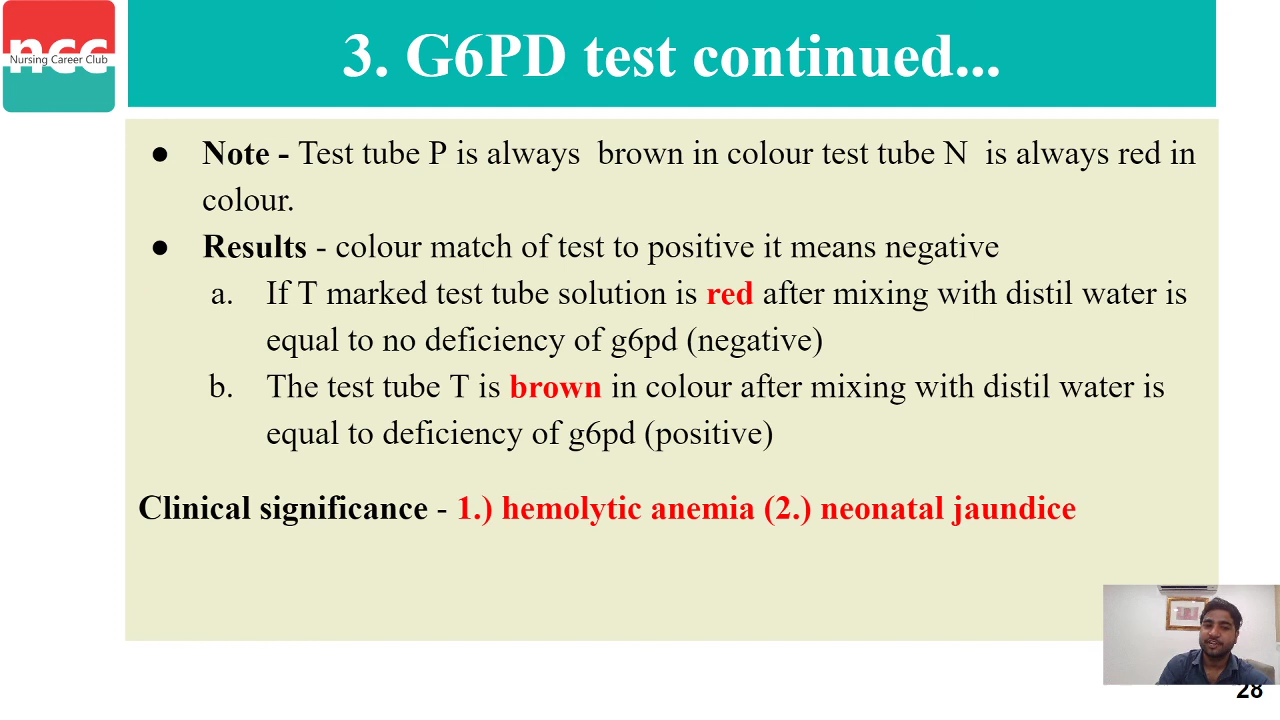 ncc
Nursing Career Club
3. G6PD test continued...
● Note - Test tube P is always brown in colour test tube N is always red in
colour.
● Results - colour match of test to positive it means negative
a. If T marked test tube solution is red after mixing with distil water is
equal to no deficiency of g6pd (negative)
b. The test tube T is brown in colour after mixing with distil water is
equal to deficiency of g6pd (positive)
Clinical significance - 1.) hemolytic anemia (2.) neonatal jaundice
28